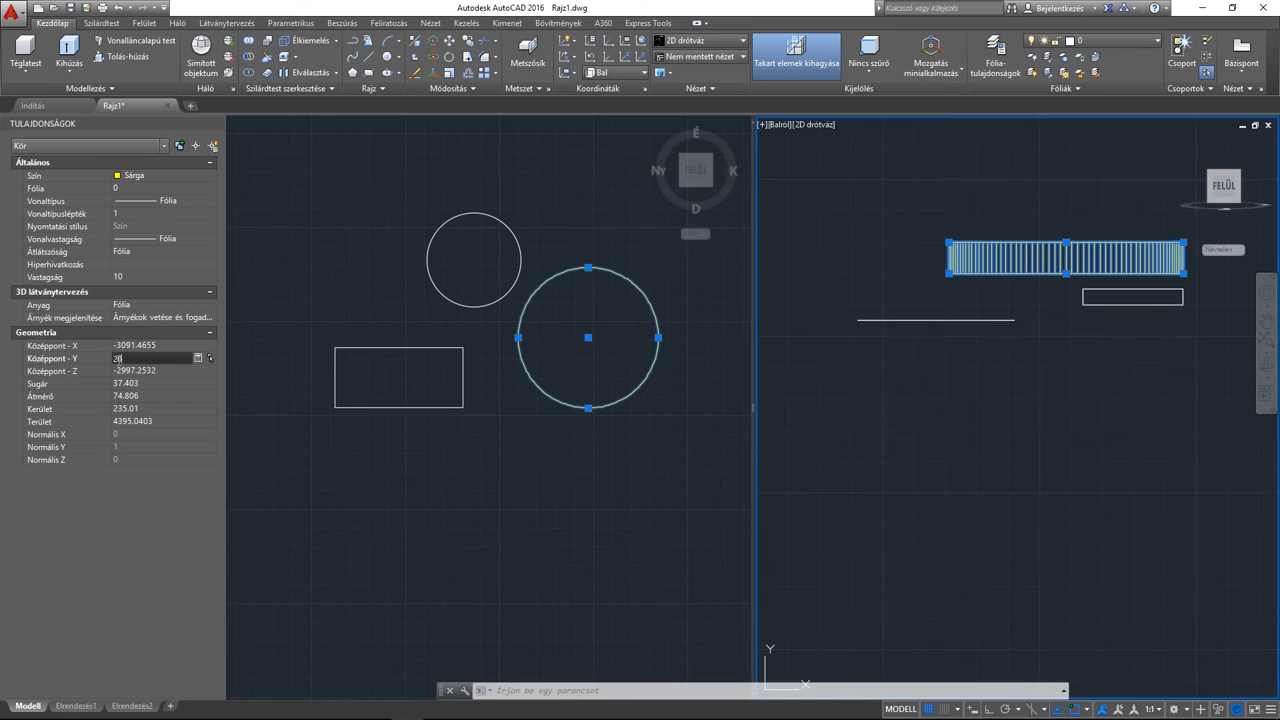 Autodesk AutoCAD 2016 Rajz1.dwg
Kulcsszó vagy kifejezés
Bejelentkezés
Kezdőlap Szilárdtest Felület Háló Látványtervezés Parametrikus Beszúrás Feliratozás Nézet Kezelés Kimenet Bővítmények A360 Express Tools
Téglatest
Kihúzás
Vonalláncalapú test
Tolás-húzás
Simított objektum
Elkiemelés
Elválasztás
Metszősík
Bal
2D drótváz
Nem mentett nézet
Takart elemek kihagyása
Nincs szűrő
Mozgatás minialkalmazás
Fólia-tulajdonságok
0
Csoport
Bázispont
Modellezés
Háló
Szilárdtest szerkesztése
Rajz
Módosítás
Metszet
Koordináták
Nézet
Kijelölés
Fóliák
Csoportok
Nézet
Indítás
Rajz1*
TULAJDONSÁGOK
Kör
Általános
Szín Sárga
Fólia 0
Vonaltípus Fólia
Vonaltípuslépték 1
Nyomtatási stílus Szín
Vonalvastagság Fólia
Átlátszóság Fólia
Hiperhivatkozás
Vastagság 10
3D látványtervezés
Anyag Fólia
Árnyék megjelenítése Árnyékok vetése és fogad...
Geometria
Középpont - X -3091.4655
Középpont - Y 20
Középpont - Z -2997.2532
Sugár 37.403
Átmérő 74.806
Kerület 235.01
Terület 4395.0403
Normális X 0
Normális Y 1
Normális Z 0
É
NY FELÜL K
D
[+][Balról][2D drótváz]
FELÜL
Névtelen
Y
X
Írjon be egy parancsot
Modell Elrendezés1 Elrendezés2
MODELL
1:1